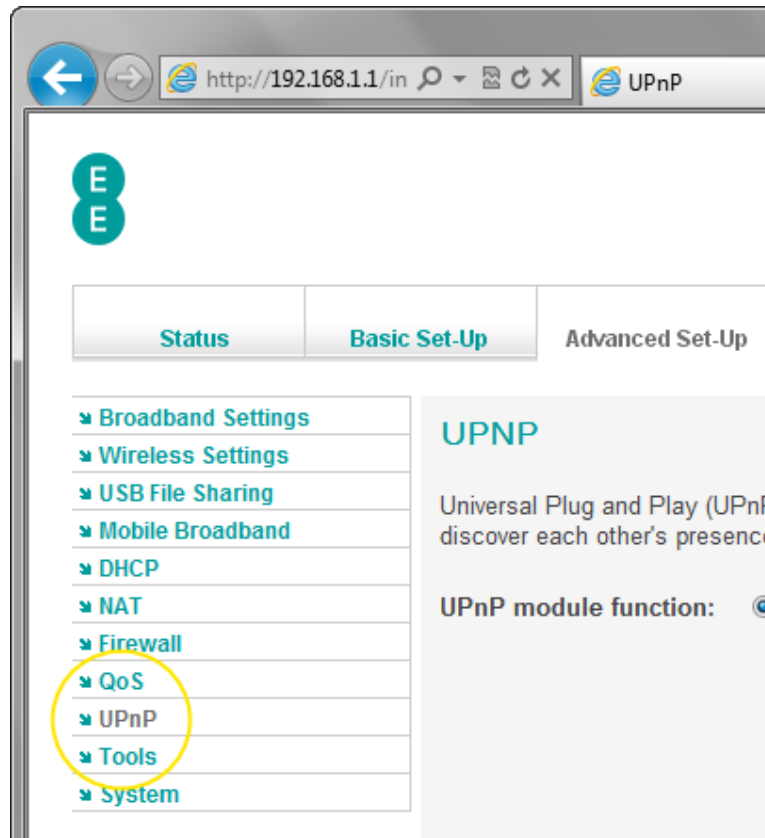 http://192.168.1.1/in
UPnP
E
E
Status
Basic Set-Up
Advanced Set-Up
Broadband Settings
Wireless Settings
USB File Sharing
Mobile Broadband
DHCP
NAT
Firewall
QoS
UPnP
Tools
System
UPNP
Universal Plug and Play (UPnP
discover each other's presence
UPnP module function: